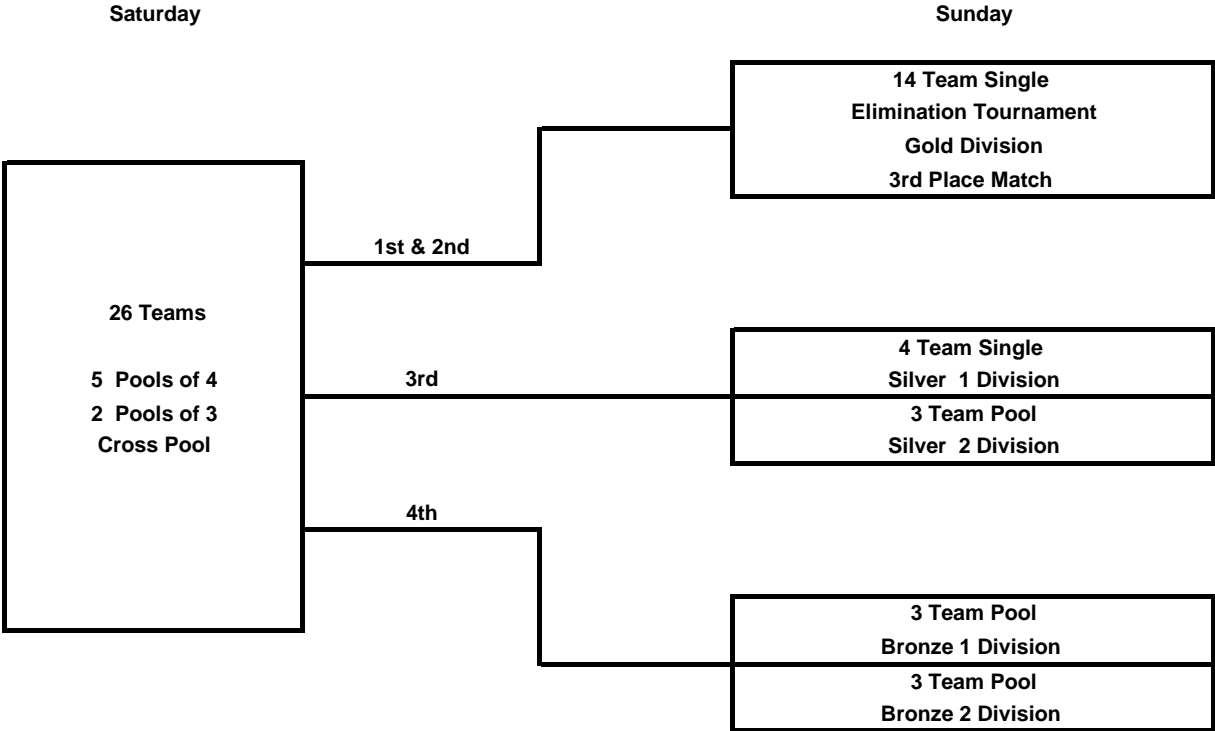 Saturday
Sunday
14 Team Single
Elimination Tournament
Gold Division
3rd Place Match
1st & 2nd
26 Teams
5 Pools of 4
2 Pools of 3
Cross Pool
3rd
4 Team Single
Silver 1 Division
3 Team Pool
Silver 2 Division
4th
3 Team Pool
Bronze 1 Division
3 Team Pool
Bronze 2 Division